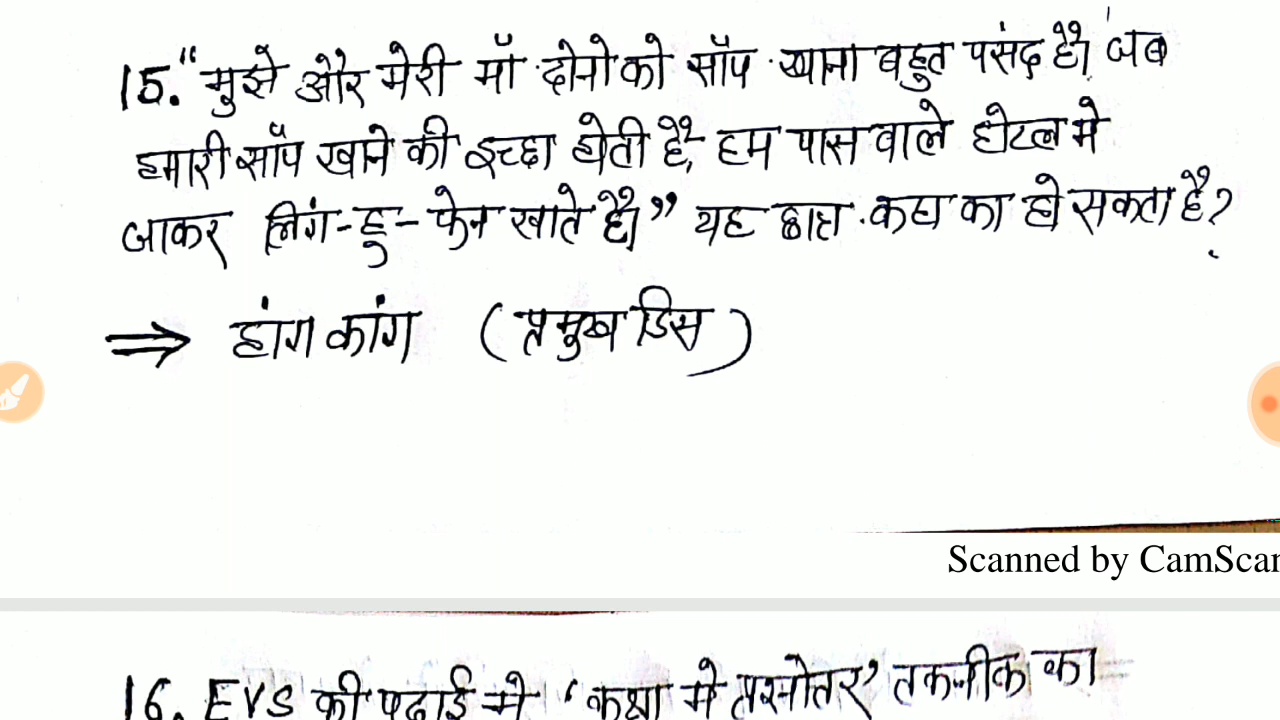 15. "मुझे और मेरी माँ दोनो को साँप खाना बहुत पसंद है। जब
हमारी साँप खाने की इच्छा होती है, हम पास वाले होटल मे
जाकर लिंग-हु-फेन खाते है।" यह छात्र कहा का हो सकता है?
⇒ हांग कांग (प्रमुख डिस)
Scanned by CamScan
16. EVS की पढाई मे 'कक्षा मे प्रश्नोतर' तकनीक का